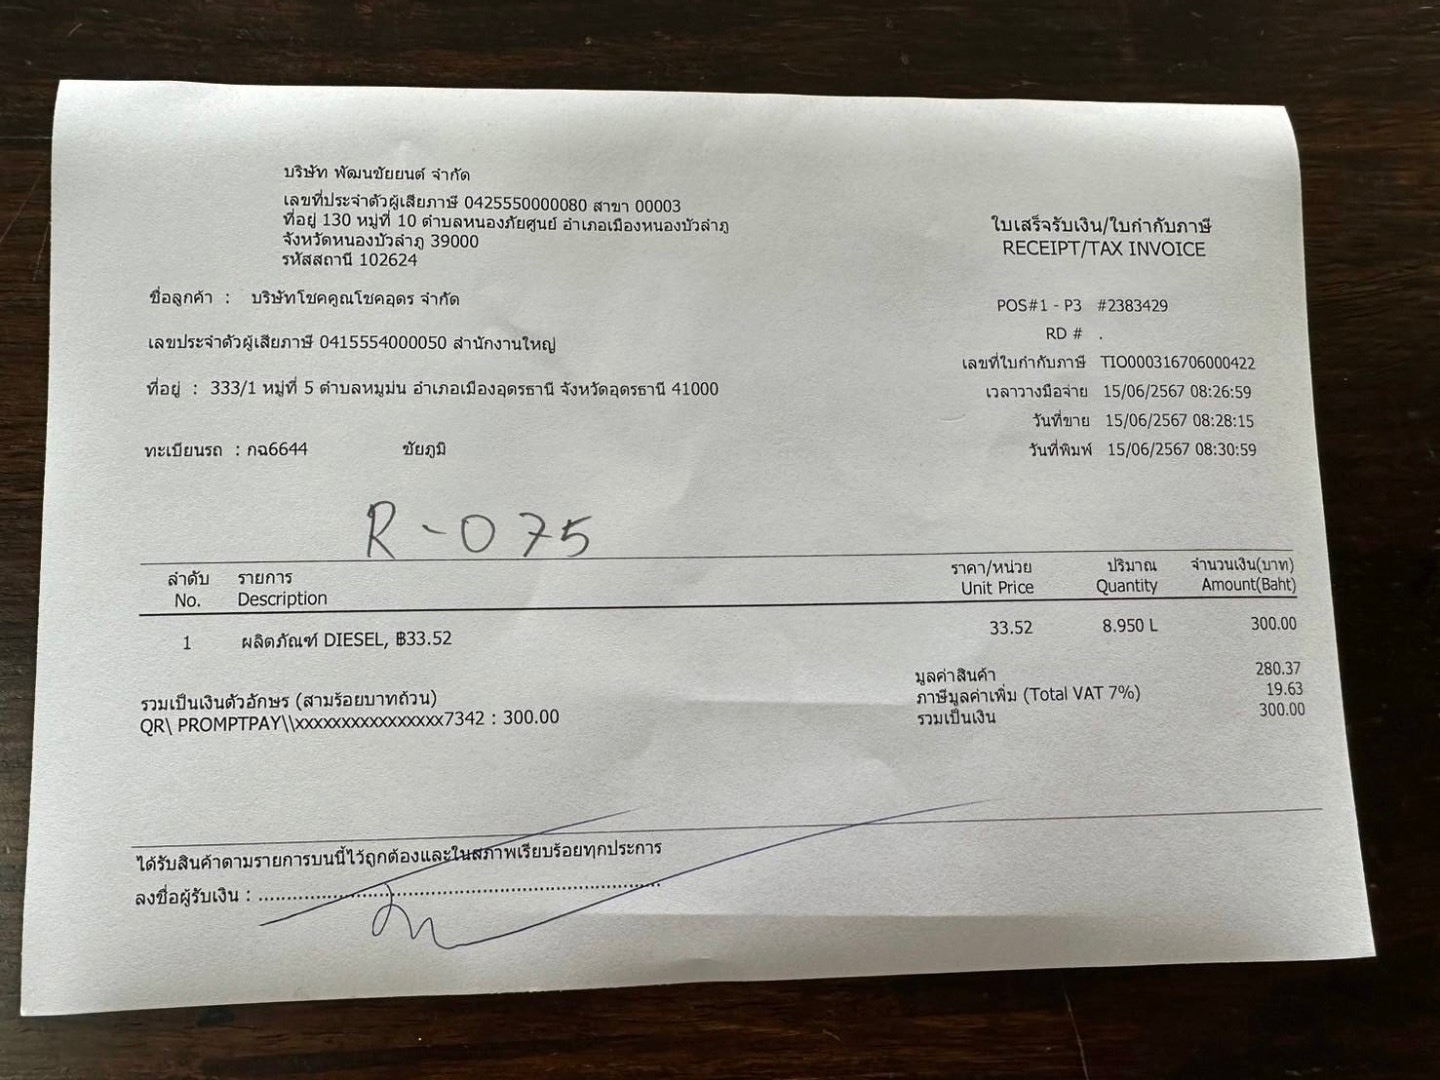 บริษัท พัฒนชัยยนต์ จำกัด
เลขที่ประจำตัวผู้เสียภาษี 0425550000080 สาขา 00003
ที่อยู่ 130 หมู่ที่ 10 ตำบลหนองภัยศูนย์ อำเภอเมืองหนองบัวลำภู
จังหวัดหนองบัวลำภู 39000
รหัสสถานี 102624
ใบเสร็จรับเงิน/ใบกำกับภาษี
RECEIPT/TAX INVOICE
ชื่อลูกค้า : บริษัทโชคคูณโชคอุดร จำกัด
เลขประจำตัวผู้เสียภาษี 0415554000050 สำนักงานใหญ่
ที่อยู่ : 333/1 หมู่ที่ 5 ตำบลหมูม่น อำเภอเมืองอุดรธานี จังหวัดอุดรธานี 41000
ทะเบียนรถ : กฉ6644 ชัยภูมิ
POS#1 - P3 #2383429
RD # .
เลขที่ใบกำกับภาษี TIO000316706000422
เวลาวางมือจ่าย 15/06/2567 08:26:59
วันที่ขาย 15/06/2567 08:28:15
วันที่พิมพ์ 15/06/2567 08:30:59
R-075
ลำดับ รายการ ราคา/หน่วย ปริมาณ จำนวนเงิน(บาท)
No. Description Unit Price Quantity Amount(Baht)
1 ผลิตภัณฑ์ DIESEL, ฿33.52 33.52 8.950 L 300.00
มูลค่าสินค้า 280.37
ภาษีมูลค่าเพิ่ม (Total VAT 7%) 19.63
รวมเป็นเงิน 300.00
รวมเป็นเงินตัวอักษร (สามร้อยบาทถ้วน)
QR\ PROMPTPAY\\xxxxxxxxxxxxxxxx7342 : 300.00
ได้รับสินค้าตามรายการบนนี้ไว้ถูกต้องและในสภาพเรียบร้อยทุกประการ
ลงชื่อผู้รับเงิน : ......................................................................